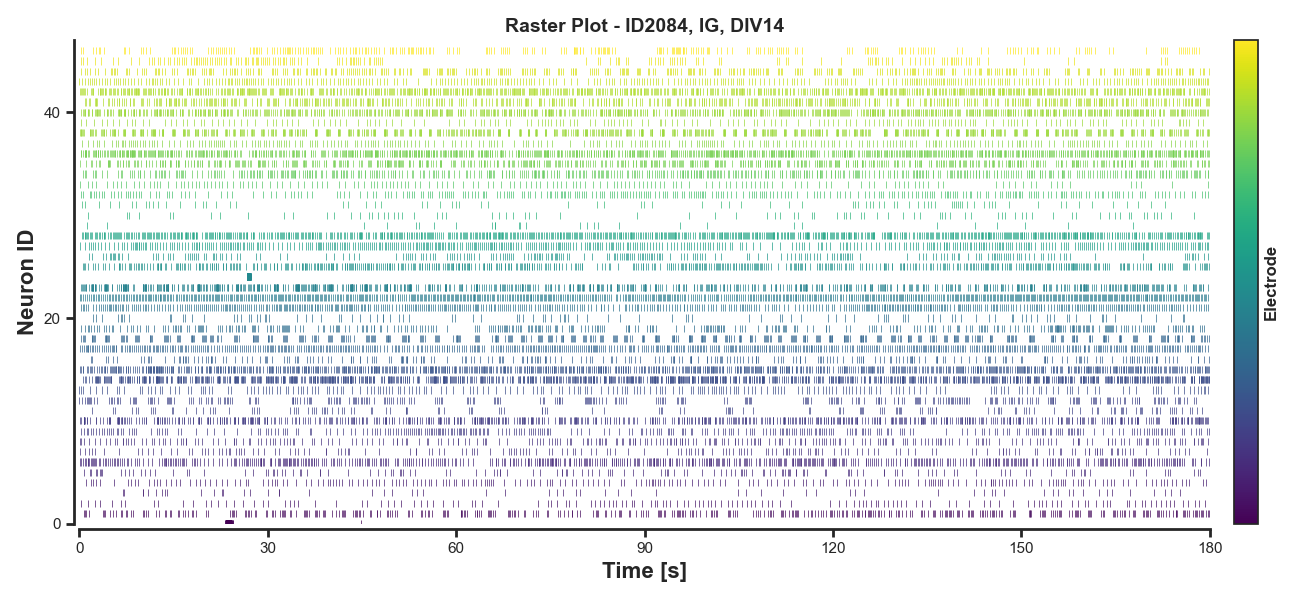 Raster Plot - ID2084, IG, DIV14
Neuron ID
40
20
0
0 30 60 90 120 150 180
Time [s]
Electrode